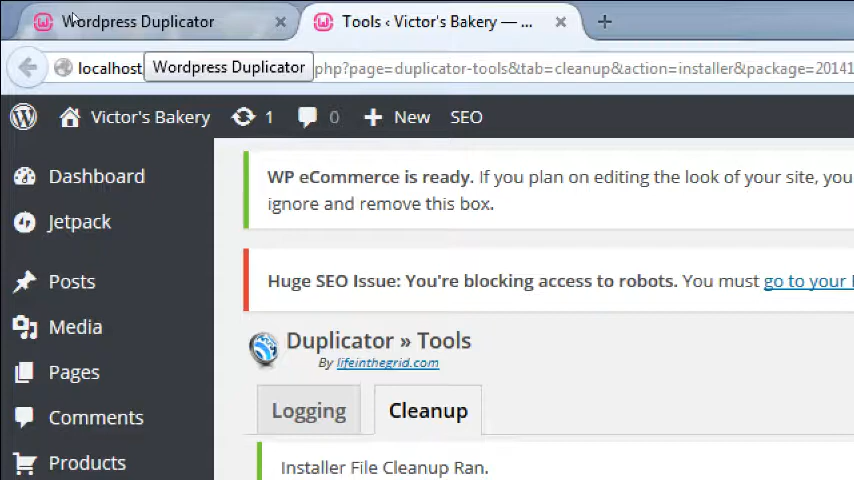 Wordpress Duplicator
Tools ‹ Victor's Bakery — ...
localhost
Wordpress Duplicator
php?page=duplicator-tools&tab=cleanup&action=installer&package=20141
Victor's Bakery
1
0
New
SEO
Dashboard
Jetpack
Posts
Media
Pages
Comments
Products
WP eCommerce is ready. If you plan on editing the look of your site, you
ignore and remove this box.
Huge SEO Issue: You're blocking access to robots. You must go to your
Duplicator » Tools
By lifeinthegrid.com
Logging
Cleanup
Installer File Cleanup Ran.